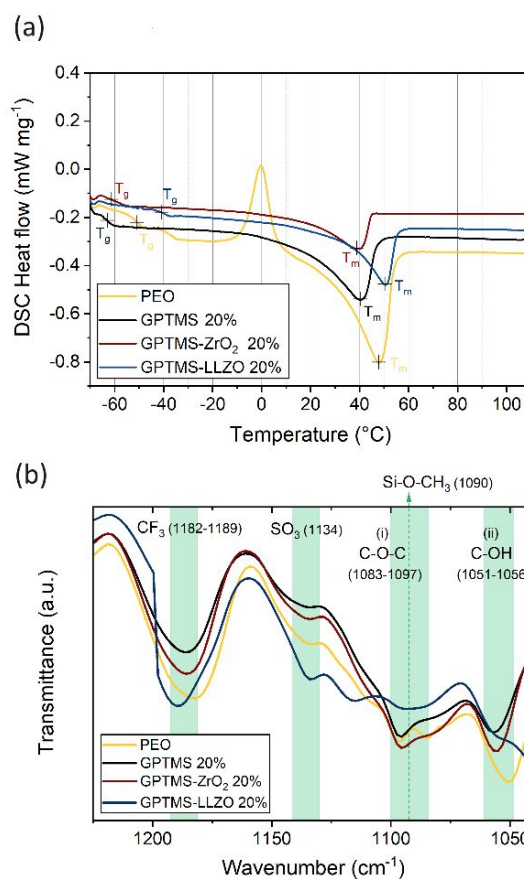 (a)
0.4
0.2
0.0
-0.2
-0.4
-0.6
-0.8
DSC Heat flow (mW mg⁻¹)
Tg
Tg
Tg
Tg
Tm
Tm
Tm
Tm
PEO
GPTMS 20%
GPTMS-ZrO₂ 20%
GPTMS-LLZO 20%
-60 -40 -20 0 20 40 60 80 100
Temperature (°C)
(b)
Si-O-CH₃ (1090)
CF₃ (1182-1189)
SO₃ (1134)
(i)
C-O-C
(1083-1097)
(ii)
C-OH
(1051-1056
Transmittance (a.u.)
PEO
GPTMS 20%
GPTMS-ZrO₂ 20%
GPTMS-LLZO 20%
1200 1150 1100 1050
Wavenumber (cm⁻¹)